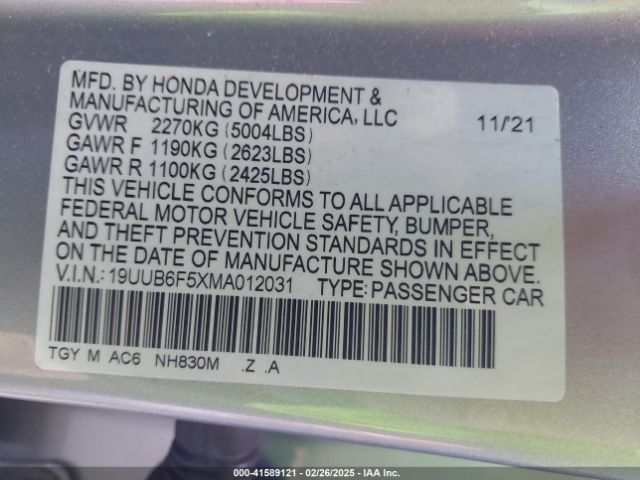 MFD. BY HONDA DEVELOPMENT &
MANUFACTURING OF AMERICA, LLC 11/'21
GVWR 2270KG (5004LBS)
GAWR F 1190KG (2623LBS)
GAWR R 1100KG (2425LBS)
THIS VEHICLE CONFORMS TO ALL APPLICABLE
FEDERAL MOTOR VEHICLE SAFETY, BUMPER,
AND THEFT PREVENTION STANDARDS IN EFFECT
ON THE DATE OF MANUFACTURE SHOWN ABOVE.
V.I.N.: 19UUB6F5XMA012031 TYPE: PASSENGER CAR
TGY M AC6 NH830M .Z .A
000-41589121 | 02/26/2025 | IAA Inc.